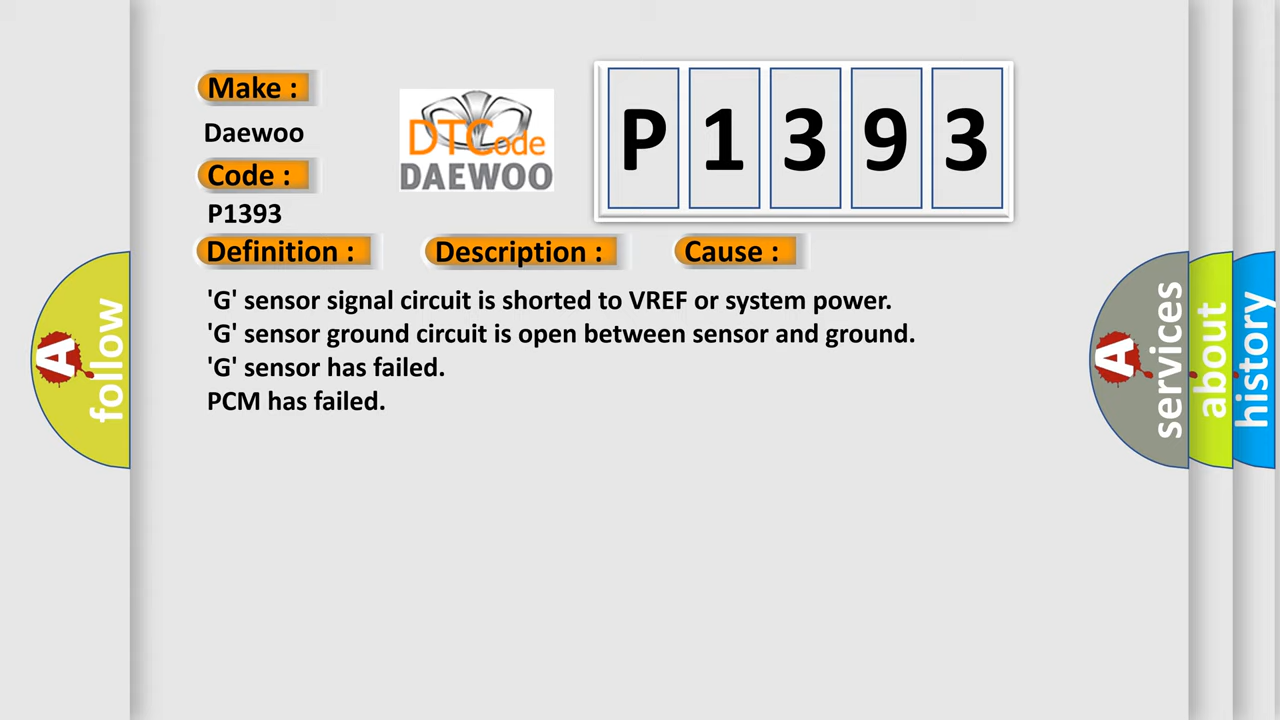 Make :
Daewoo
Code :
P1393
DTCode
DAEWOO
P 1 3 9 3
Definition :
Description :
Cause :
'G' sensor signal circuit is shorted to VREF or system power.
'G' sensor ground circuit is open between sensor and ground.
'G' sensor has failed.
PCM has failed.
A follow
A services
about
history